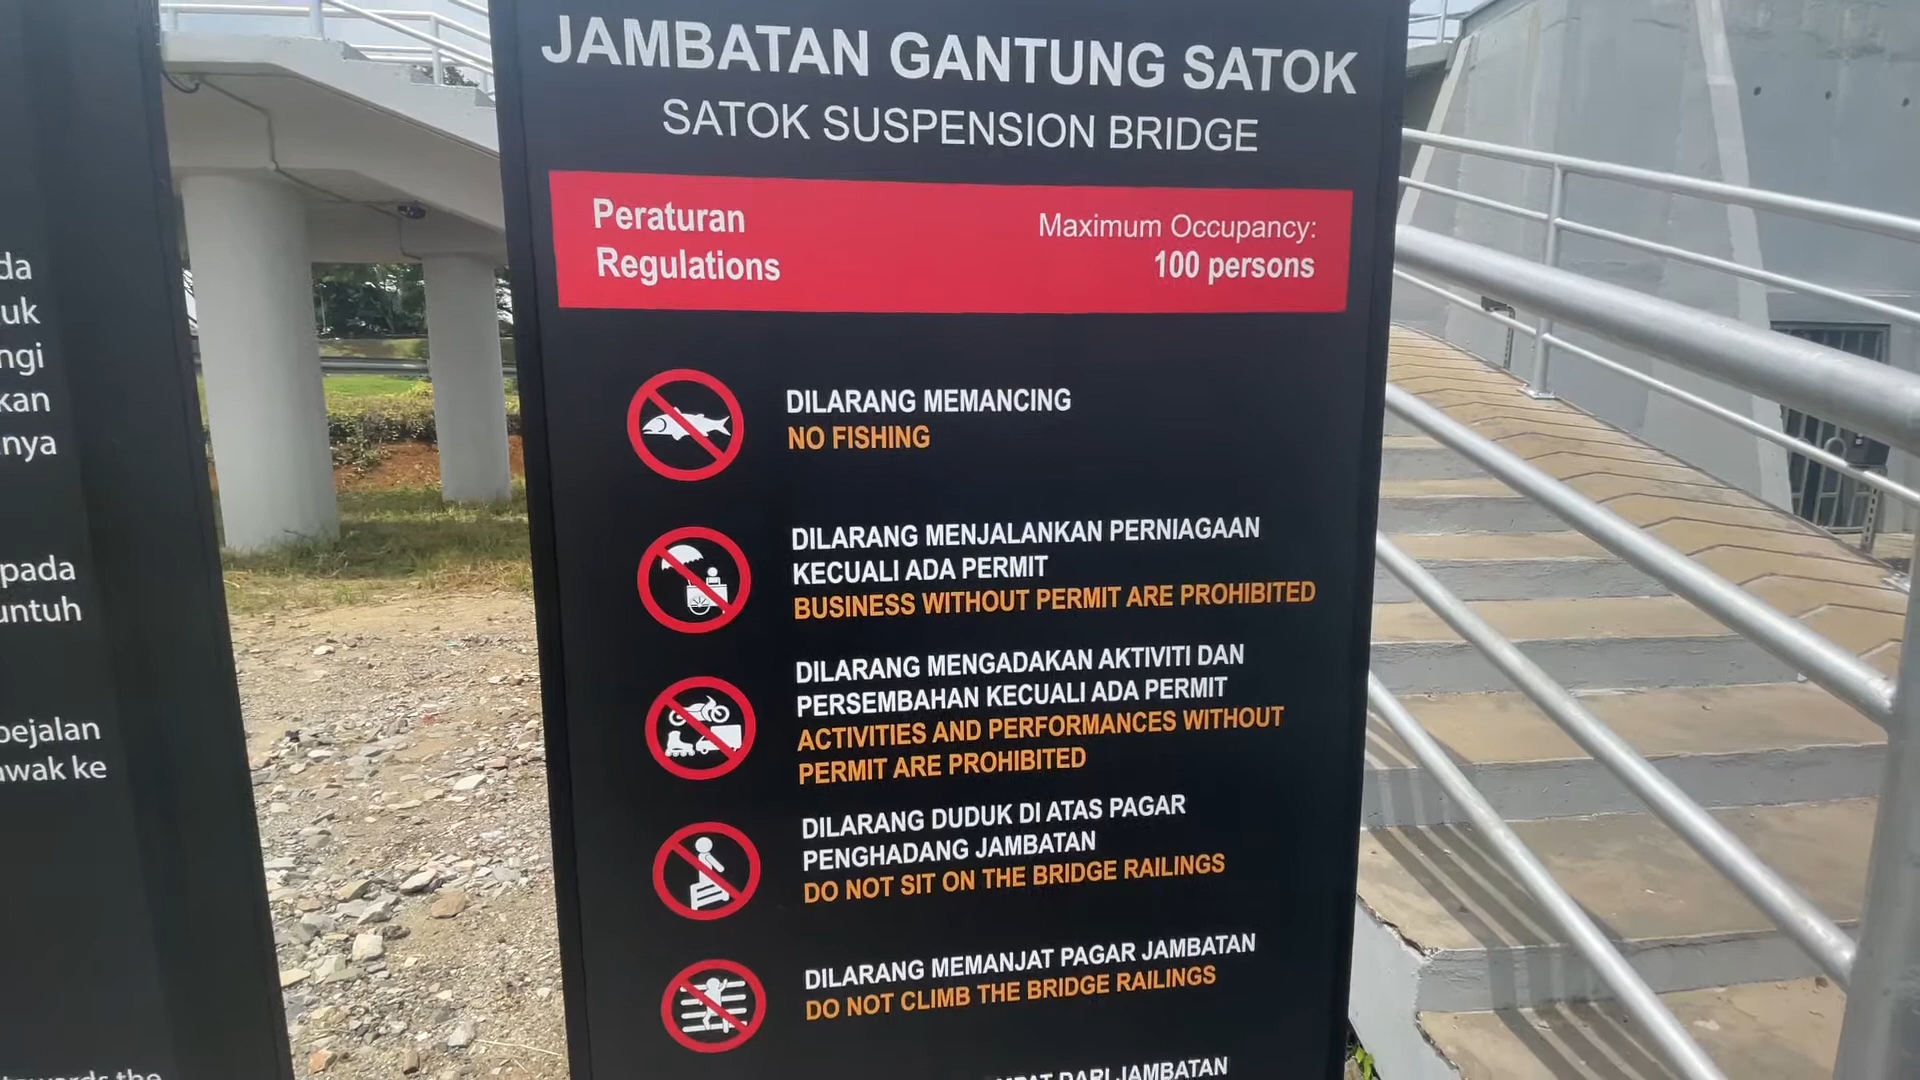 JAMBATAN GANTUNG SATOK
SATOK SUSPENSION BRIDGE
Peraturan
Regulations
Maximum Occupancy:
100 persons
DILARANG MEMANCING
NO FISHING
DILARANG MENJALANKAN PERNIAGAAN
KECUALI ADA PERMIT
BUSINESS WITHOUT PERMIT ARE PROHIBITED
DILARANG MENGADAKAN AKTIVITI DAN
PERSEMBAHAN KECUALI ADA PERMIT
ACTIVITIES AND PERFORMANCES WITHOUT
PERMIT ARE PROHIBITED
DILARANG DUDUK DI ATAS PAGAR
PENGHADANG JAMBATAN
DO NOT SIT ON THE BRIDGE RAILINGS
DILARANG MEMANJAT PAGAR JAMBATAN
DO NOT CLIMB THE BRIDGE RAILINGS
DARI JAMBATAN
da
uk
ngi
kan
nya
pada
untuh
pejalan
awak ke
the